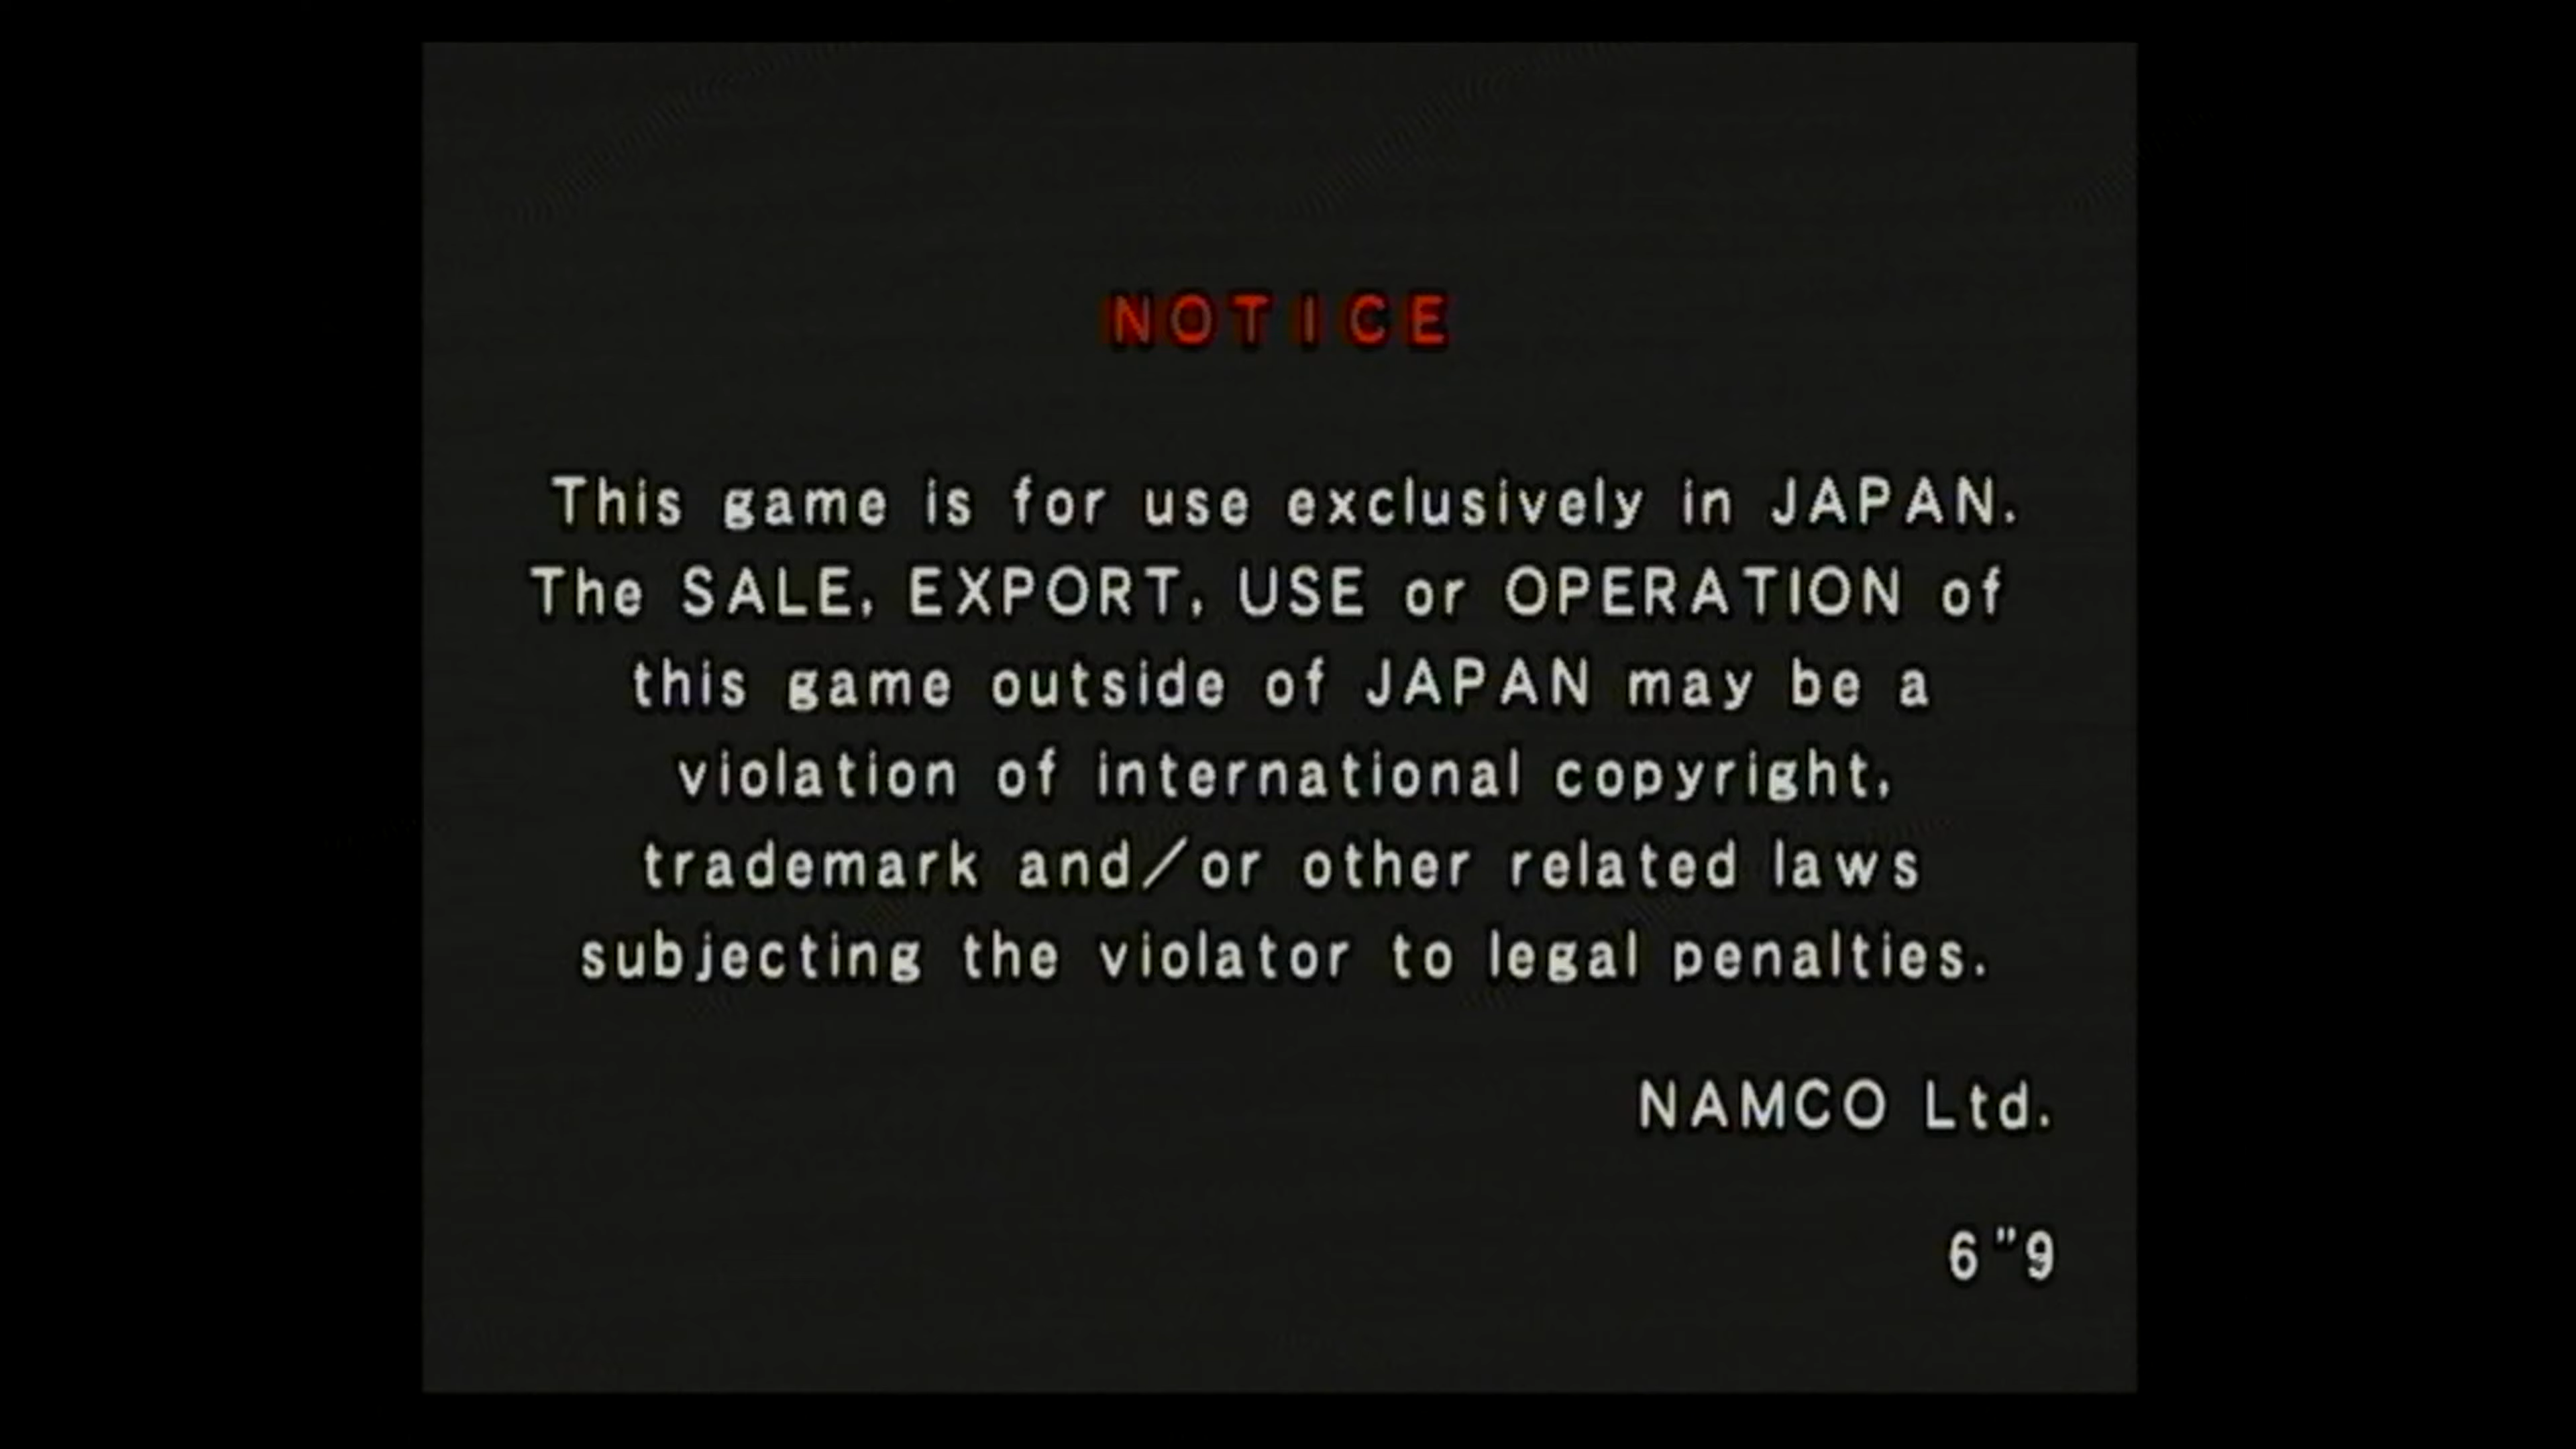 NOTICE
This game is for use exclusively in JAPAN.
The SALE, EXPORT, USE or OPERATION of
this game outside of JAPAN may be a
violation of international copyright,
trademark and/or other related laws
subjecting the violator to legal penalties.
NAMCO Ltd.
6"9